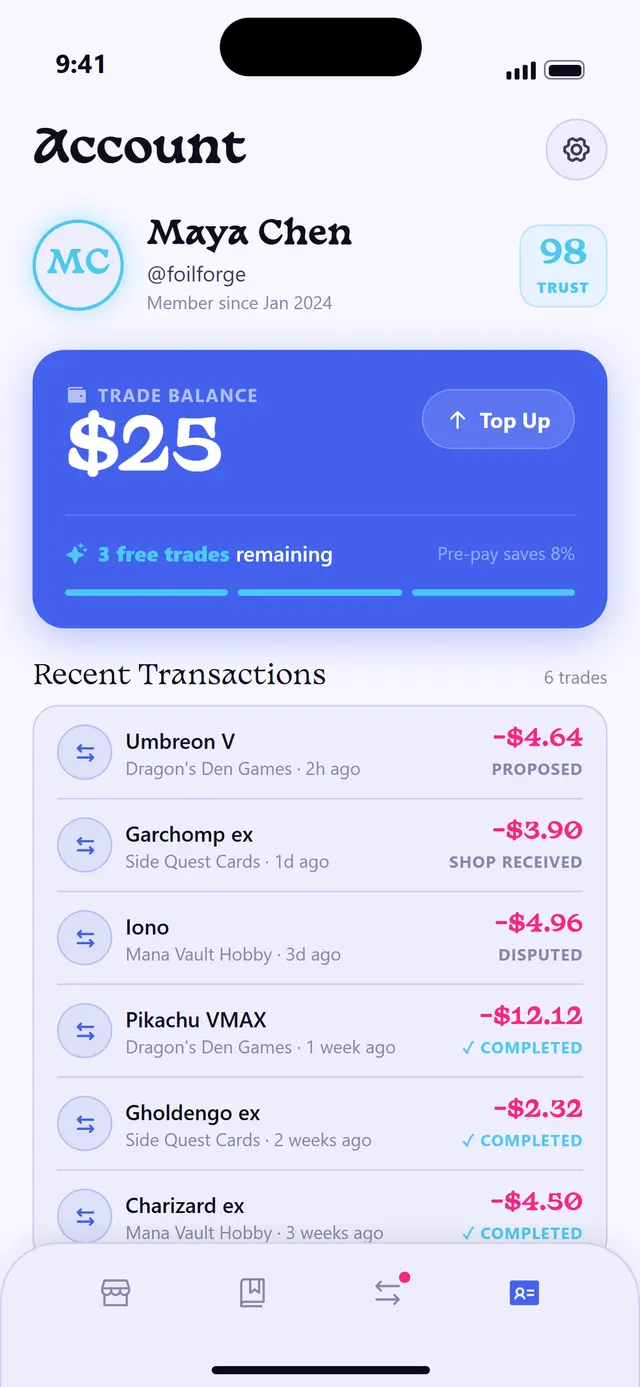 9:41
Account
MC
Maya Chen
@foilforge
Member since Jan 2024
98
TRUST
TRADE BALANCE
$25
Top Up
3 free trades remaining
Pre-pay saves 8%
Recent Transactions
6 trades
Umbreon V
Dragon's Den Games · 2h ago
-$4.64
PROPOSED
Garchomp ex
Side Quest Cards · 1d ago
-$3.90
SHOP RECEIVED
Iono
Mana Vault Hobby · 3d ago
-$4.96
DISPUTED
Pikachu VMAX
Dragon's Den Games · 1 week ago
-$12.12
✓ COMPLETED
Gholdengo ex
Side Quest Cards · 2 weeks ago
-$2.32
✓ COMPLETED
Charizard ex
Mana Vault Hobby · 3 weeks ago
-$4.50
✓ COMPLETED